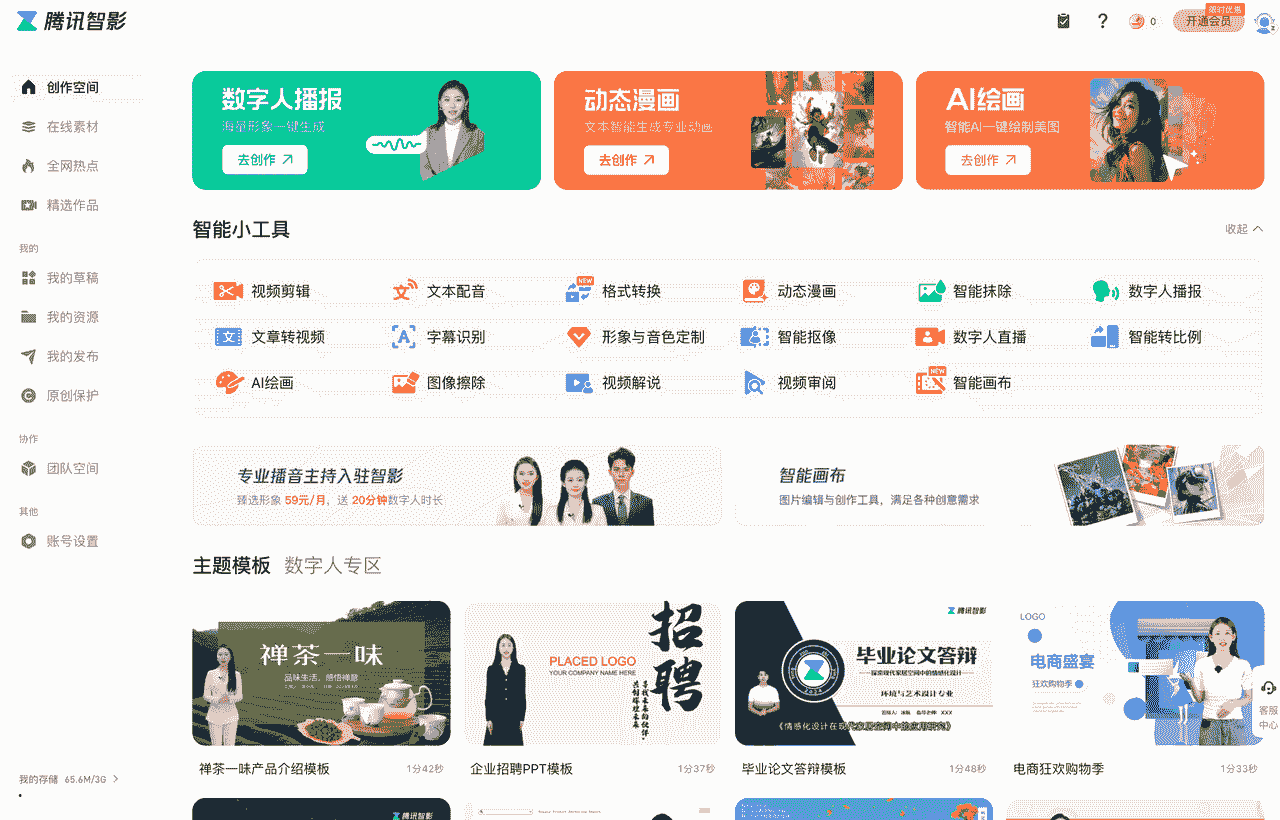 腾讯智影
0
限时优惠
开通会员
创作空间
在线素材
全网热点
精选作品
我的
我的草稿
我的资源
我的发布
原创保护
协作
团队空间
其他
账号设置
我的存储 65.6M/3G
数字人播报
海量形象一键生成
去创作
动态漫画
文本智能生成专业动画
去创作
AI绘画
智能AI一键绘制美图
去创作
智能小工具
收起
视频剪辑
文本配音
NEW
格式转换
动态漫画
智能抹除
数字人播报
文章转视频
字幕识别
形象与音色定制
智能抠像
数字人直播
智能转比例
AI绘画
图像擦除
视频解说
视频审阅
NEW
智能画布
专业播音主持入驻智影
臻选形象 59元/月，送 20分钟数字人时长
智能画布
图片编辑与创作工具，满足各种创意需求
主题模板 数字人专区
禅茶一味
品味生活，感悟禅意
禅茶一味产品介绍模板
1分42秒
招聘
PLACED LOGO
YOUR COMPANY NAME HERE
寻找未来的伙伴
共创辉煌未来
企业招聘PPT模板
1分37秒
腾讯智影
毕业论文答辩
环境与艺术设计专业
毕业论文答辩模板
1分48秒
LOGO
电商盛宴
狂欢购物季
电商狂欢购物季
1分33秒
客服
中心
腾讯智影